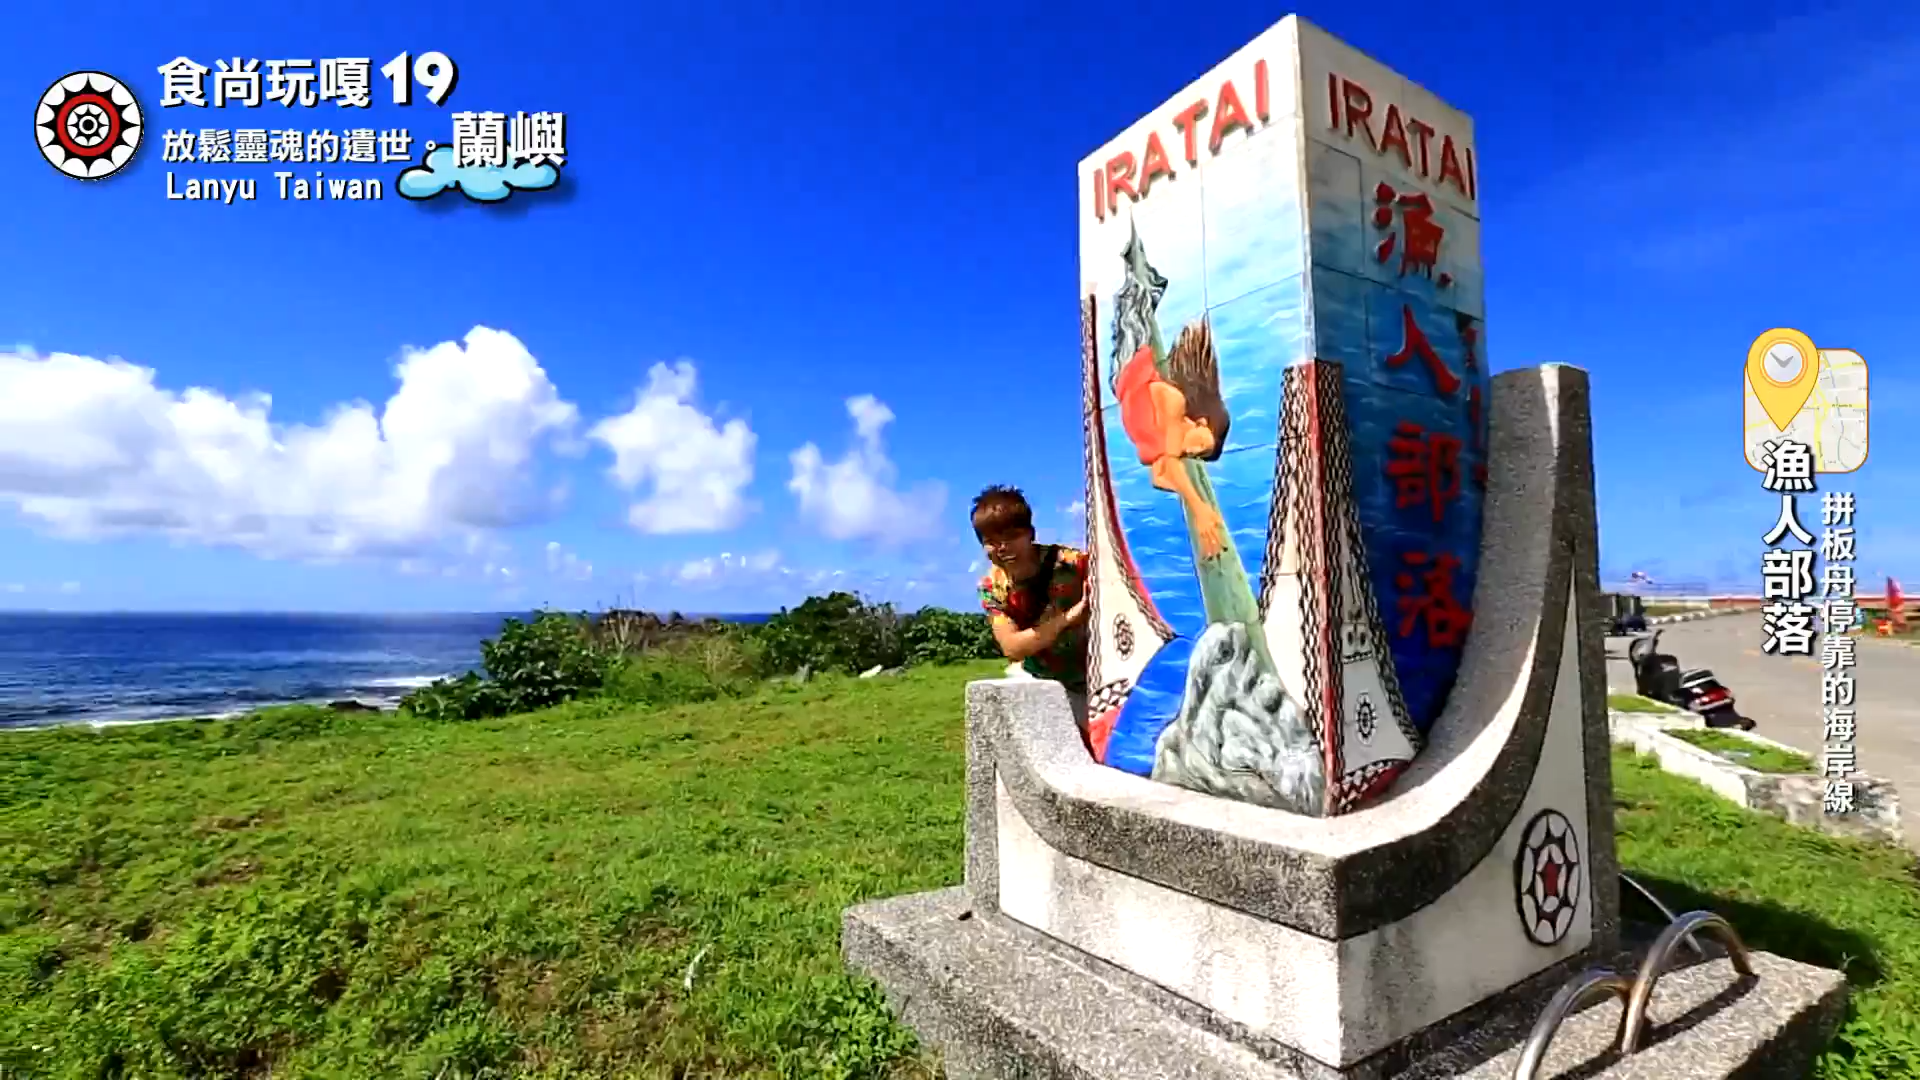 食尚玩嘎19
放鬆靈魂的遺世。蘭嶼
Lanyu Taiwan
IRATAI
IRATAI
漁人部落
漁人部落
拼板舟停靠的海岸線